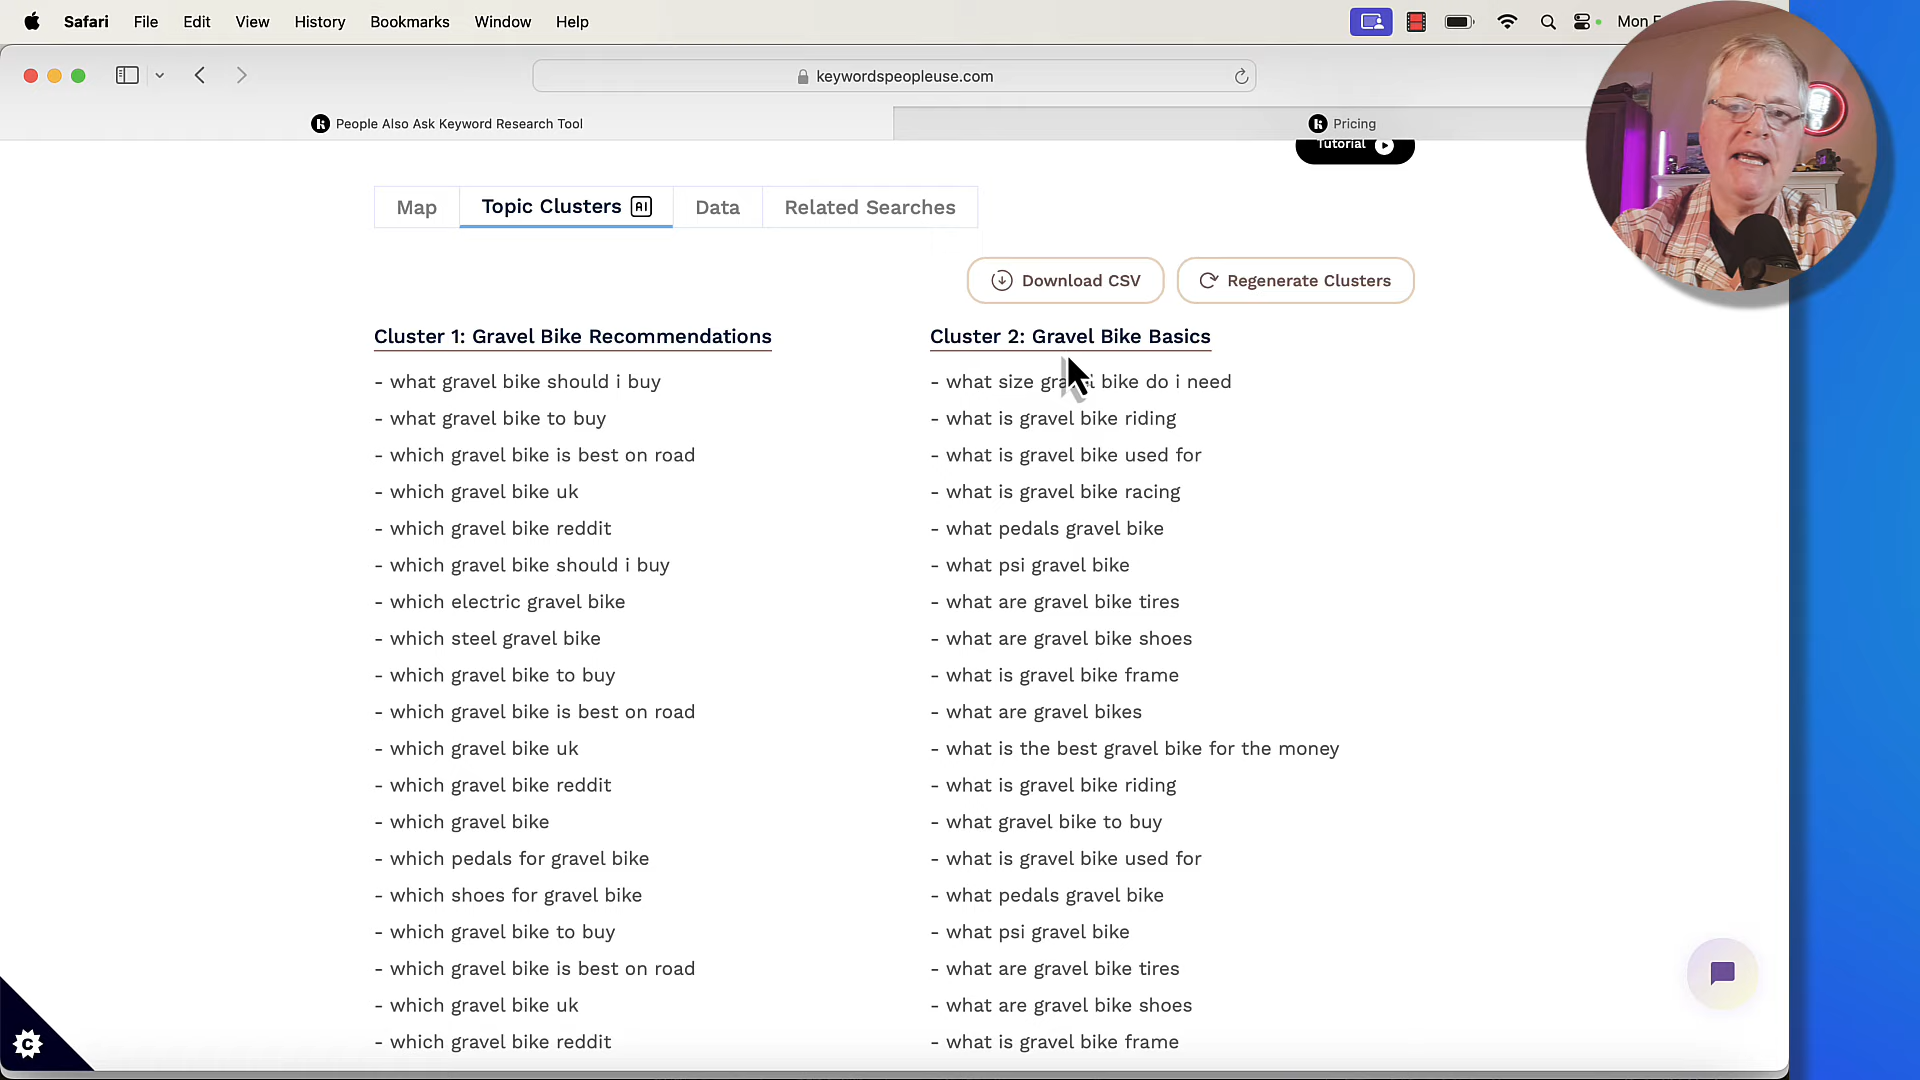 Safari File Edit View History Bookmarks Window Help
keywordspeopleuse.com
People Also Ask Keyword Research Tool
Pricing
Tutorial
Map
Topic Clusters AI
Data
Related Searches
Download CSV
Regenerate Clusters
Cluster 1: Gravel Bike Recommendations
- what gravel bike should i buy
- what gravel bike to buy
- which gravel bike is best on road
- which gravel bike uk
- which gravel bike reddit
- which gravel bike should i buy
- which electric gravel bike
- which steel gravel bike
- which gravel bike to buy
- which gravel bike is best on road
- which gravel bike uk
- which gravel bike reddit
- which gravel bike
- which pedals for gravel bike
- which shoes for gravel bike
- which gravel bike to buy
- which gravel bike is best on road
- which gravel bike uk
- which gravel bike reddit
Cluster 2: Gravel Bike Basics
- what size gravel bike do i need
- what is gravel bike riding
- what is gravel bike used for
- what is gravel bike racing
- what pedals gravel bike
- what psi gravel bike
- what are gravel bike tires
- what are gravel bike shoes
- what is gravel bike frame
- what are gravel bikes
- what is the best gravel bike for the money
- what is gravel bike riding
- what gravel bike to buy
- what is gravel bike used for
- what pedals gravel bike
- what psi gravel bike
- what are gravel bike tires
- what are gravel bike shoes
- what is gravel bike frame